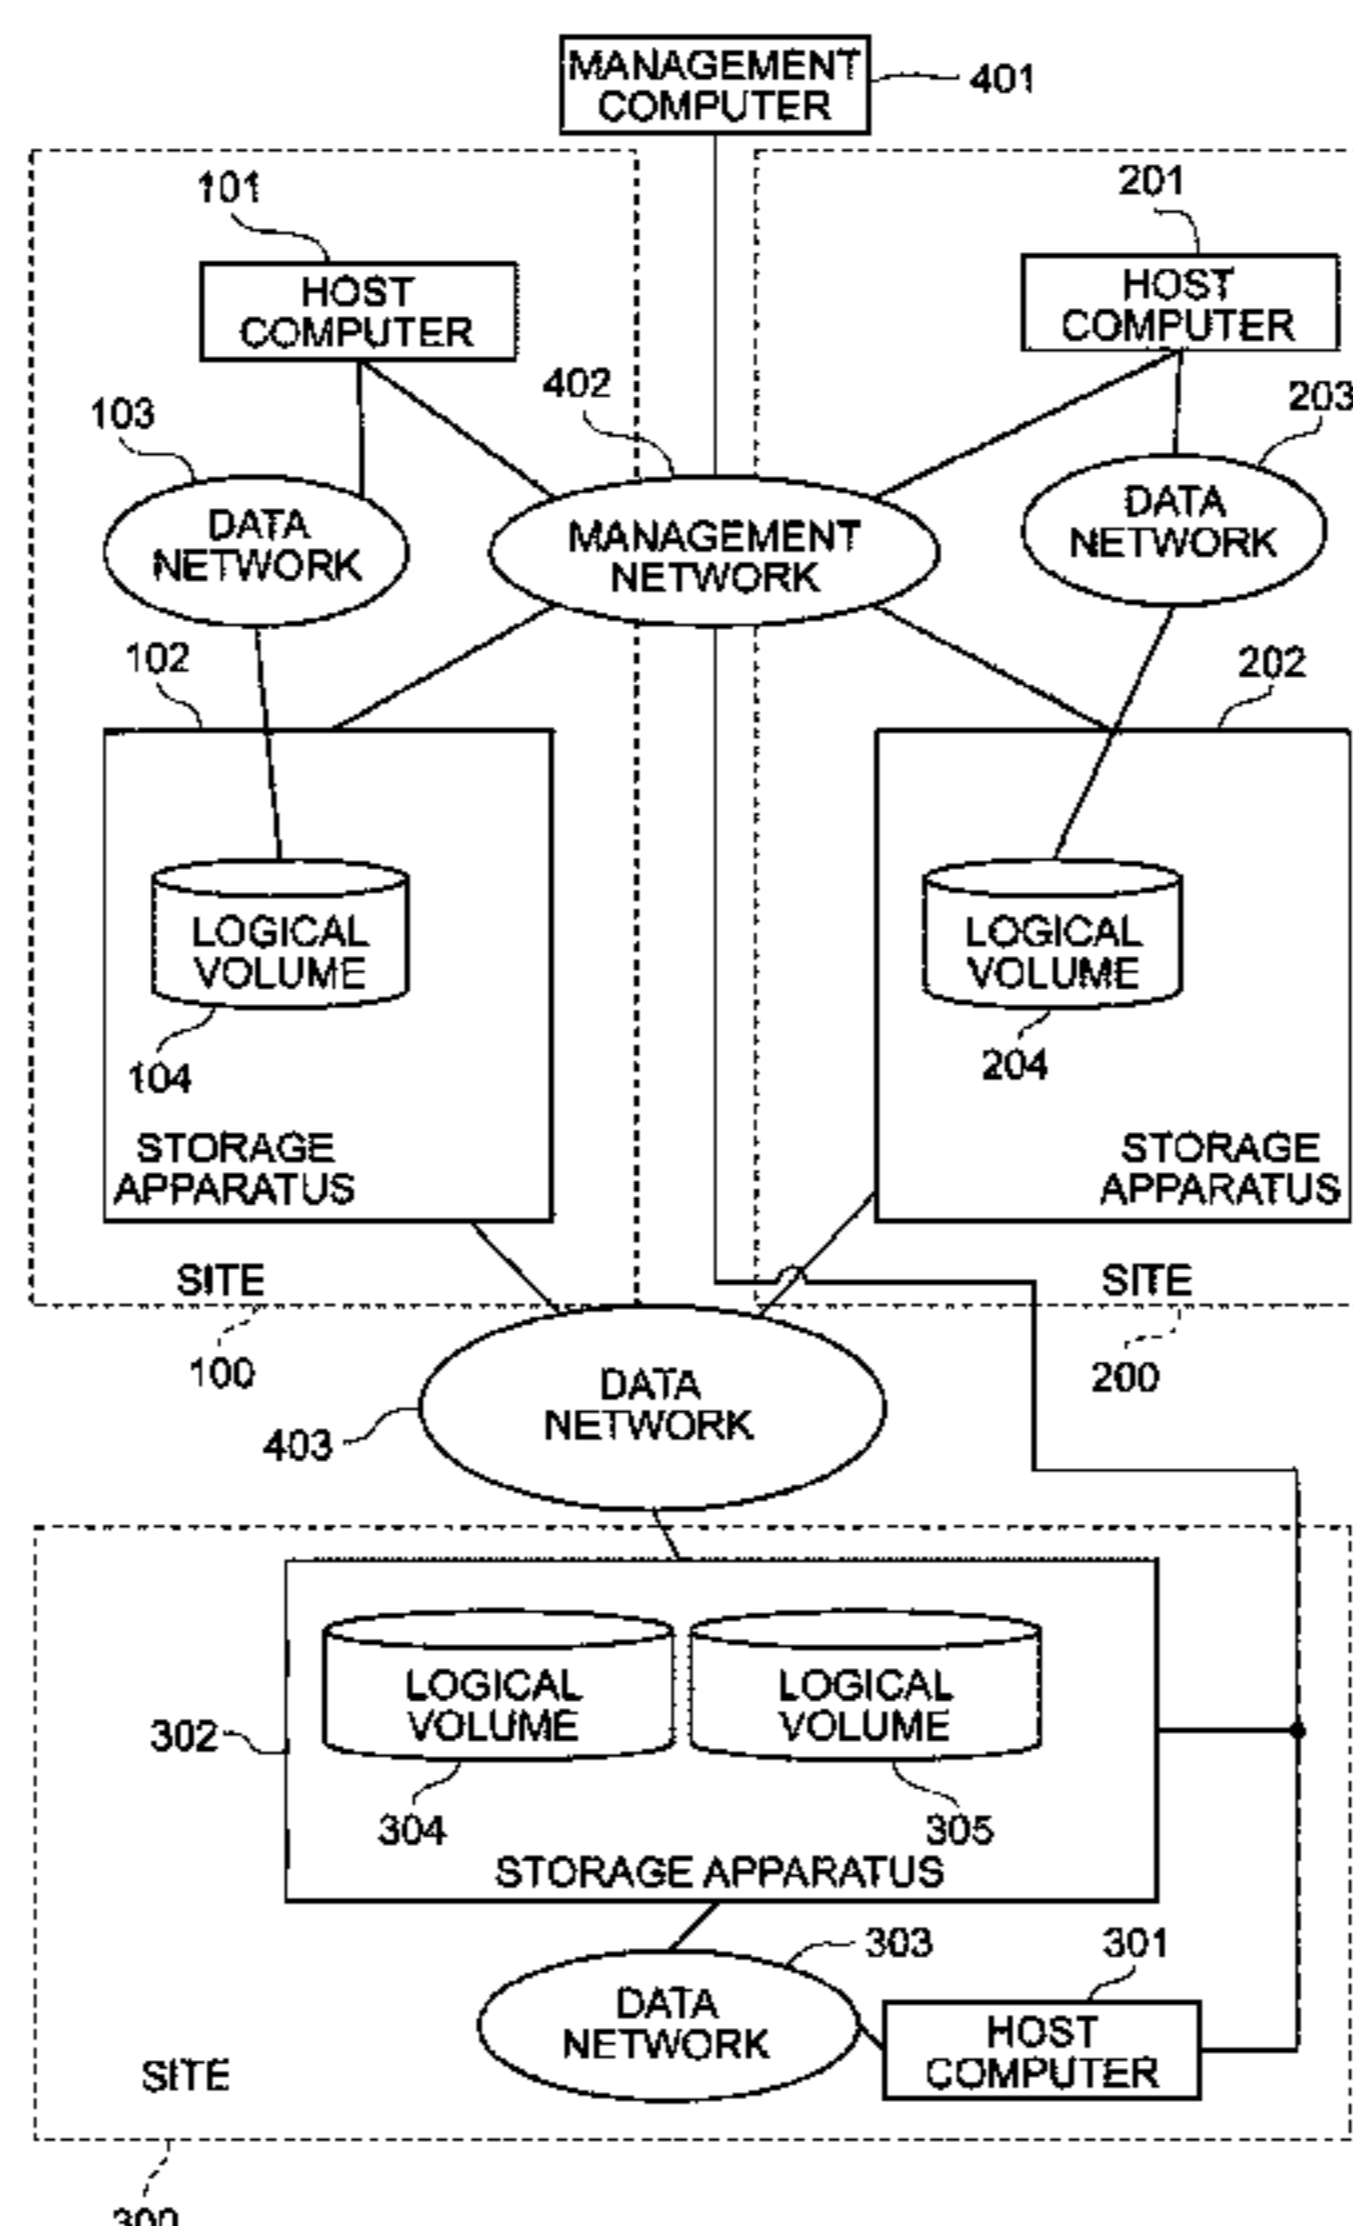 MANAGEMENT
COMPUTER
401
101
201
HOST
COMPUTER
HOST
COMPUTER
402
103
203
DATA
NETWORK
MANAGEMENT
NETWORK
DATA
NETWORK
102
202
LOGICAL
VOLUME
LOGICAL
VOLUME
104
204
STORAGE
APPARATUS
STORAGE
APPARATUS
SITE
SITE
100
200
DATA
NETWORK
403
LOGICAL
VOLUME
LOGICAL
VOLUME
302
304
305
STORAGE APPARATUS
303
301
DATA
NETWORK
HOST
COMPUTER
SITE
300